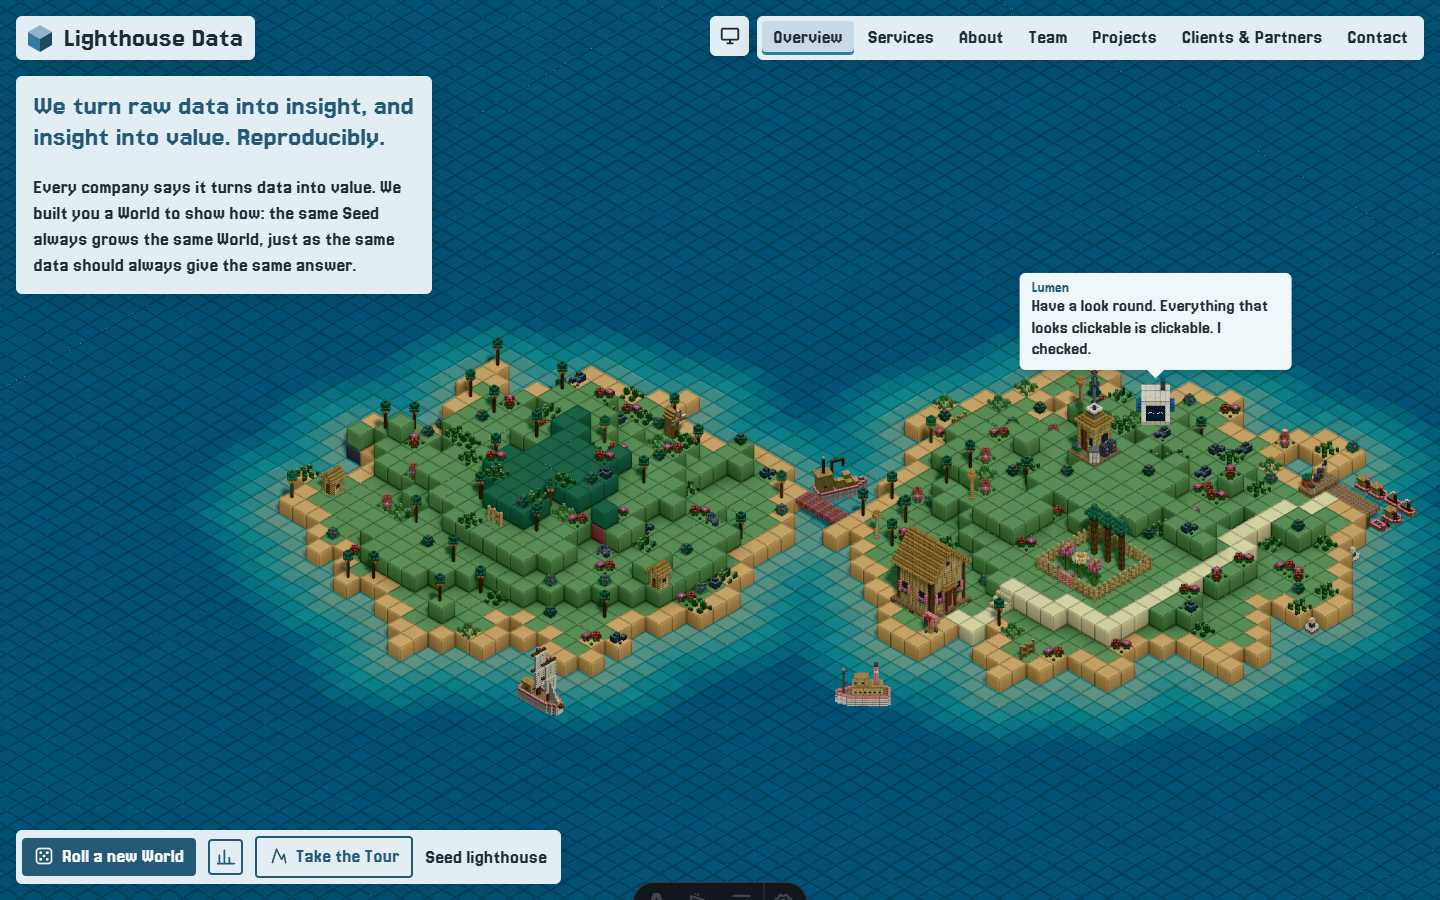 Lighthouse Data
Overview
Services
About
Team
Projects
Clients & Partners
Contact
We turn raw data into insight, and
insight into value. Reproducibly.
Every company says it turns data into value. We
built you a World to show how: the same Seed
always grows the same World, just as the same
data should always give the same answer.
Lumen
Have a look round. Everything that
looks clickable is clickable. I
checked.
Roll a new World
Take the Tour
Seed lighthouse